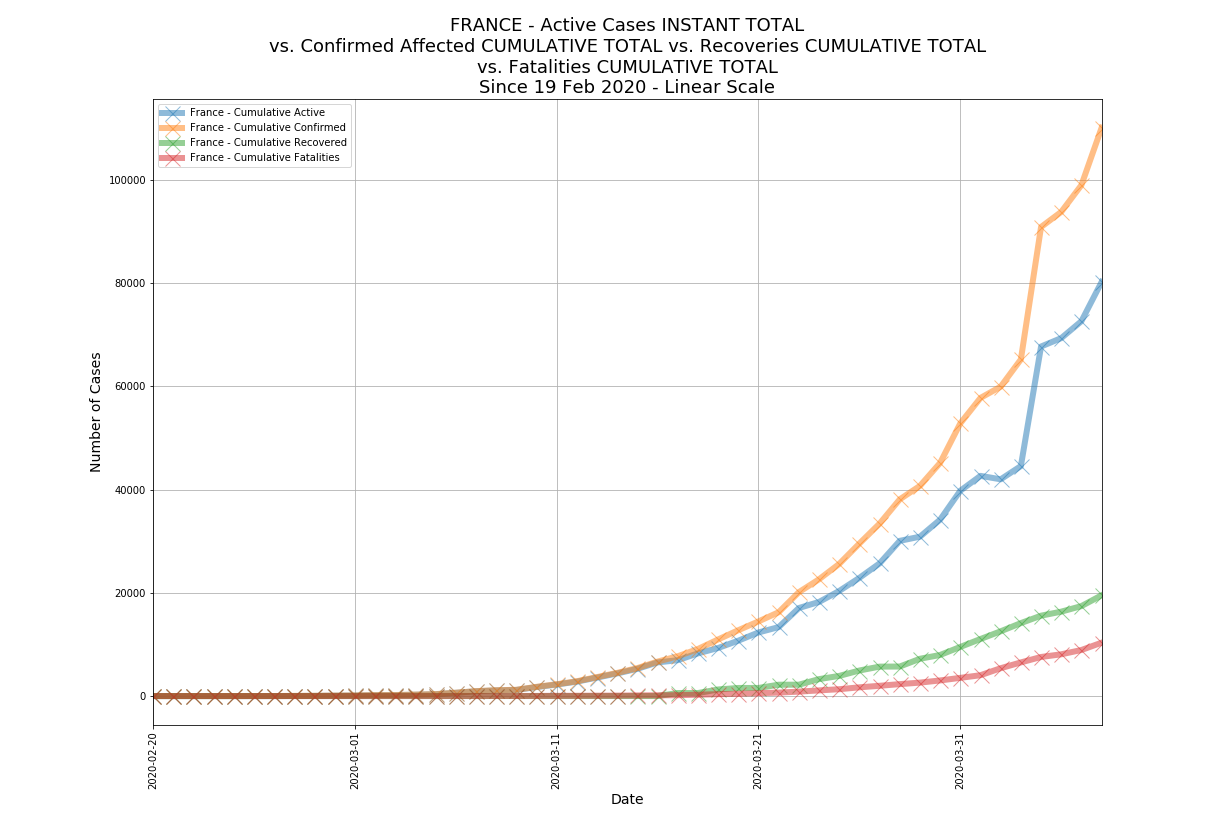 FRANCE - Active Cases INSTANT TOTAL
vs. Confirmed Affected CUMULATIVE TOTAL vs. Recoveries CUMULATIVE TOTAL
vs. Fatalities CUMULATIVE TOTAL
Since 19 Feb 2020 - Linear Scale
France - Cumulative Active
France - Cumulative Confirmed
France - Cumulative Recovered
France - Cumulative Fatalities
Number of Cases
100000
80000
60000
40000
20000
0
2020-02-20
2020-03-01
2020-03-11
2020-03-21
2020-03-31
Date